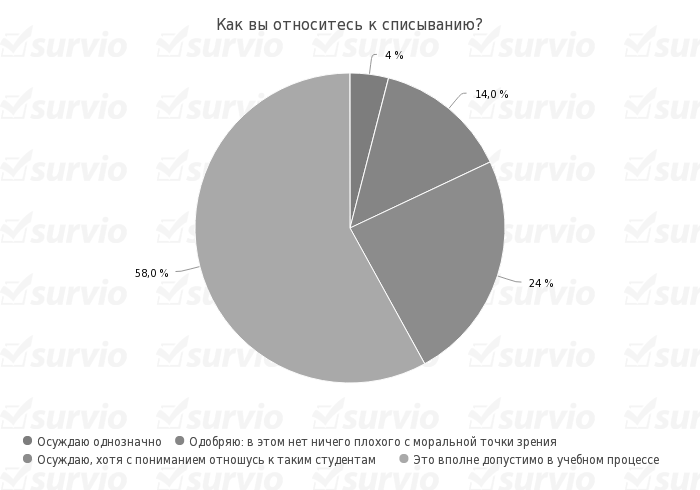 Как вы относитесь к списыванию?
4 %
14,0 %
24 %
58,0 %
Осуждаю однозначно
Одобряю: в этом нет ничего плохого с моральной точки зрения
Осуждаю, хотя с пониманием отношусь к таким студентам
Это вполне допустимо в учебном процессе
survio